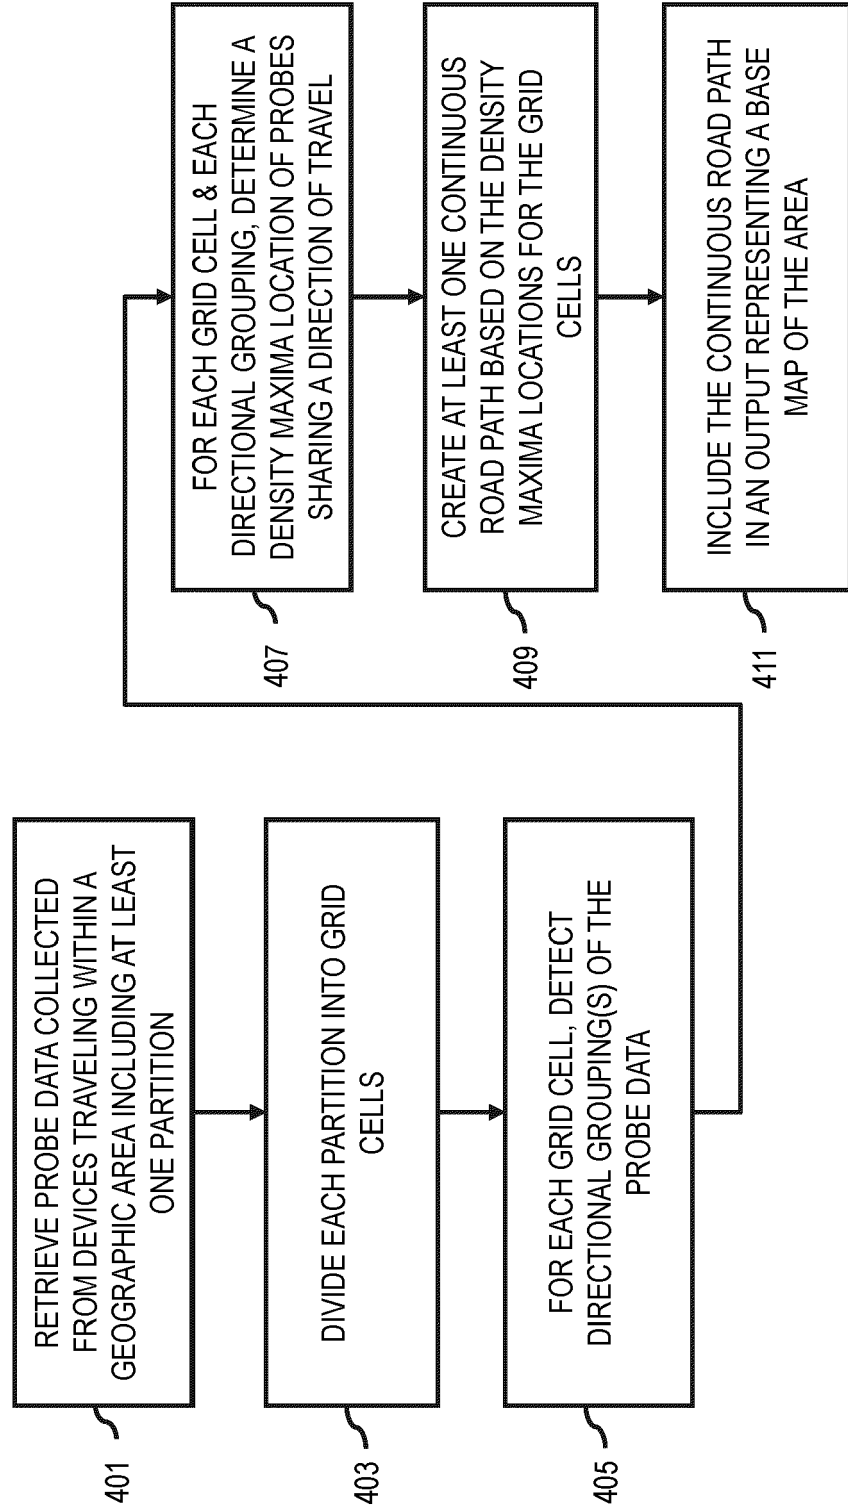 RETRIEVE PROBE DATA COLLECTED
FROM DEVICES TRAVELING WITHIN A
GEOGRAPHIC AREA INCLUDING AT LEAST
ONE PARTITION
401
DIVIDE EACH PARTITION INTO GRID
CELLS
403
FOR EACH GRID CELL, DETECT
DIRECTIONAL GROUPING(S) OF THE
PROBE DATA
405
FOR EACH GRID CELL & EACH
DIRECTIONAL GROUPING, DETERMINE A
DENSITY MAXIMA LOCATION OF PROBES
SHARING A DIRECTION OF TRAVEL
407
CREATE AT LEAST ONE CONTINUOUS
ROAD PATH BASED ON THE DENSITY
MAXIMA LOCATIONS FOR THE GRID
CELLS
409
INCLUDE THE CONTINUOUS ROAD PATH
IN AN OUTPUT REPRESENTING A BASE
MAP OF THE AREA
411